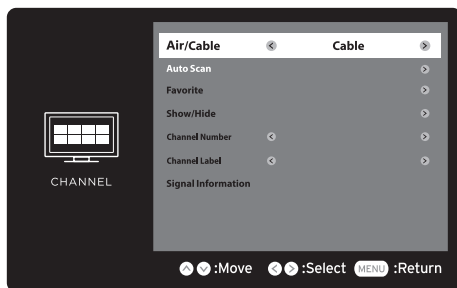 Air/Cable Cable
Auto Scan
Favorite
Show/Hide
Channel Number
Channel Label
Signal Information
CHANNEL
:Move :Select MENU :Return